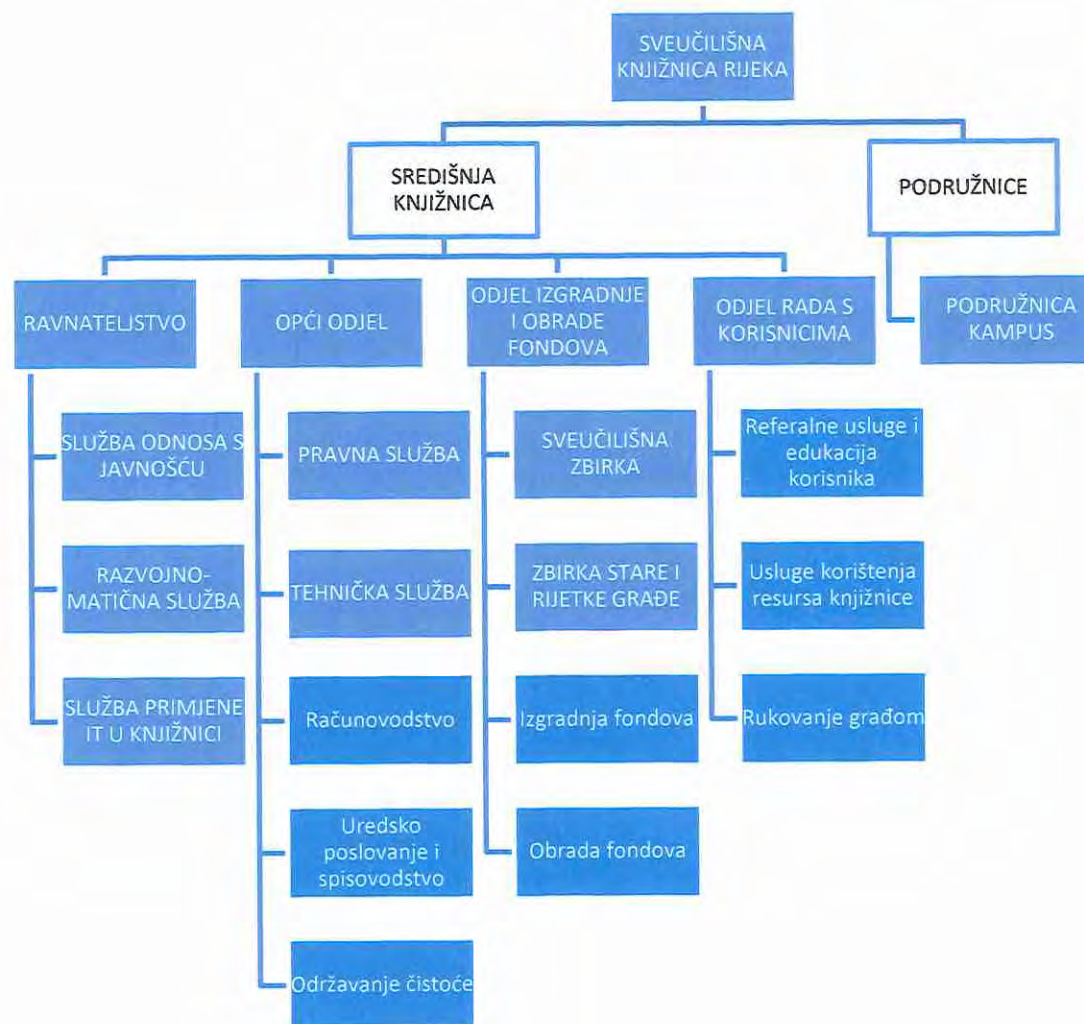 SVEUČILIŠNA
KNJIŽNICA RIJEKA
SREDIŠNJA
KNJIŽNICA
PODRUŽNICE
RAVNATELJSTVO
OPĆI ODJEL
ODJEL IZGRADNJE
I OBRADE
FONDOVA
ODJEL RADA S
KORISNICIMA
PODRUŽNICA
KAMPUS
SLUŽBA ODNOSA S
JAVNOŠĆU
PRAVNA SLUŽBA
SVEUČILIŠNA
ZBIRKA
Referalne usluge i
edukacija
korisnika
RAZVOJNO-
MATIČNA SLUŽBA
TEHNIČKA SLUŽBA
ZBIRKA STARE I
RIJETKE GRAĐE
Usluge korištenja
resursa knjižnice
SLUŽBA PRIMJENE
IT U KNJIŽNICI
Računovodstvo
Izgradnja fondova
Rukovanje građom
Uredsko
poslovanje i
spisovodstvo
Obrada fondova
Održavanje čistoće